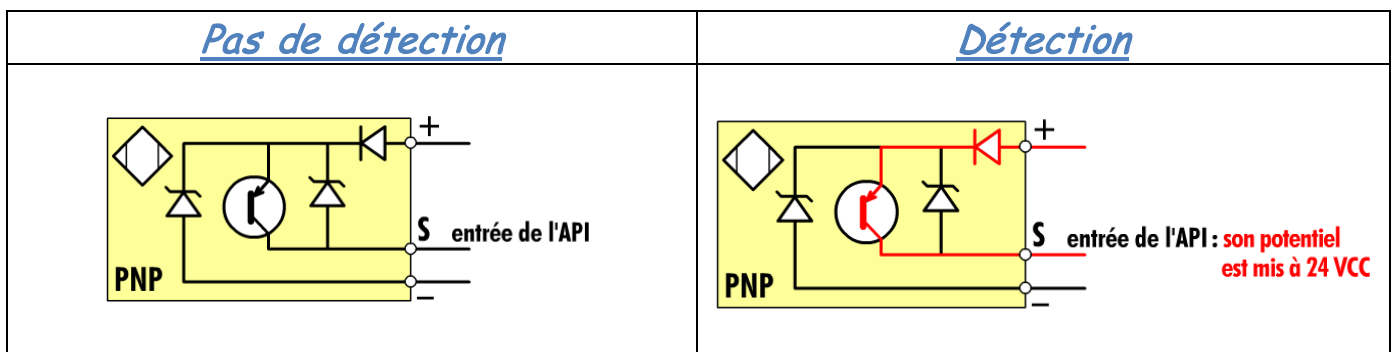 Pas de détection
Détection
+
S entrée de l'API
PNP
−
+
S entrée de l'API : son potentiel
est mis à 24 VCC
PNP
−